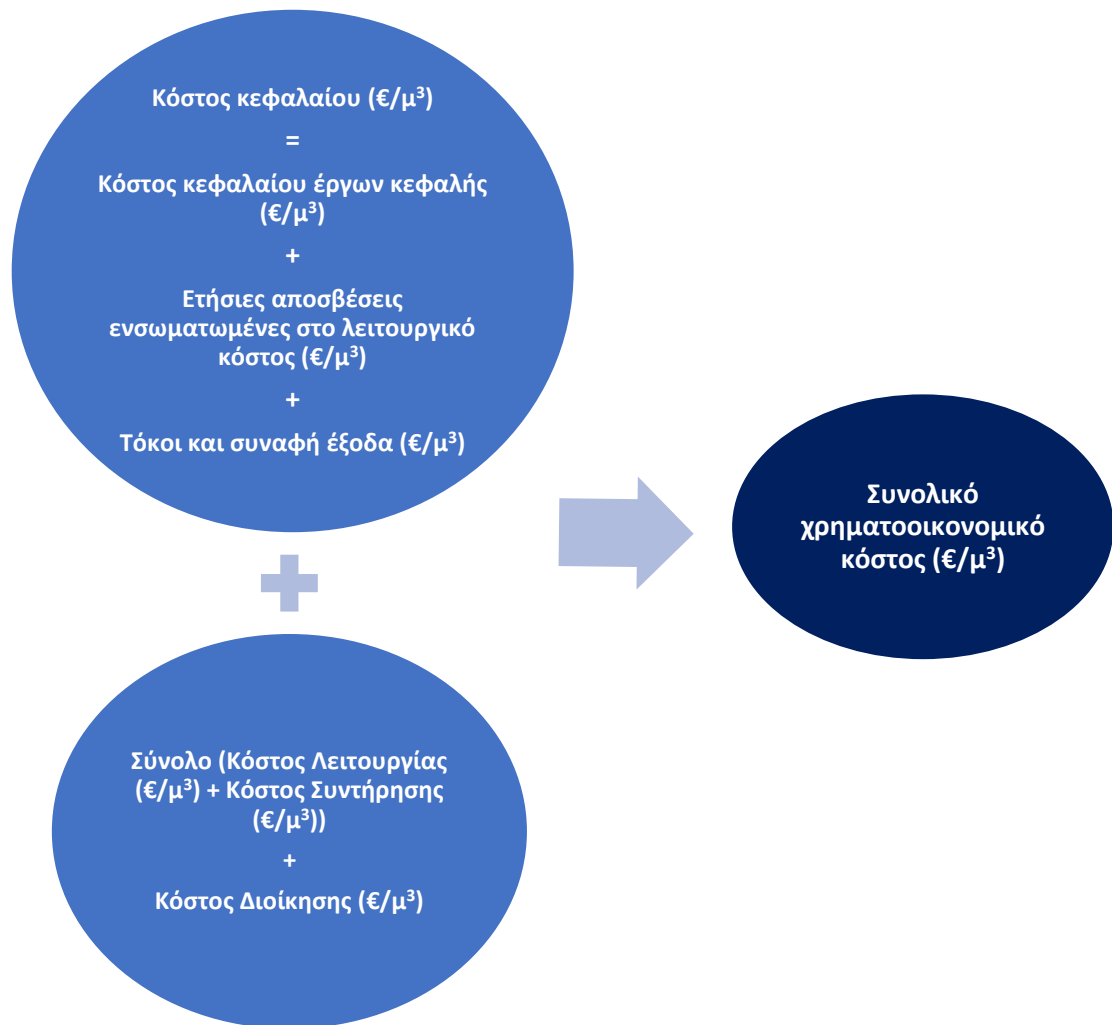 Κόστος κεφαλαίου (€/μ³)
=
Κόστος κεφαλαίου έργων κεφαλής
(€/μ³)
+
Ετήσιες αποσβέσεις
ενσωματωμένες στο λειτουργικό
κόστος (€/μ³)
+
Τόκοι και συναφή έξοδα (€/μ³)
Σύνολο (Κόστος Λειτουργίας
(€/μ³) + Κόστος Συντήρησης
(€/μ³))
+
Κόστος Διοίκησης (€/μ³)
Συνολικό
χρηματοοικονομικό
κόστος (€/μ³)